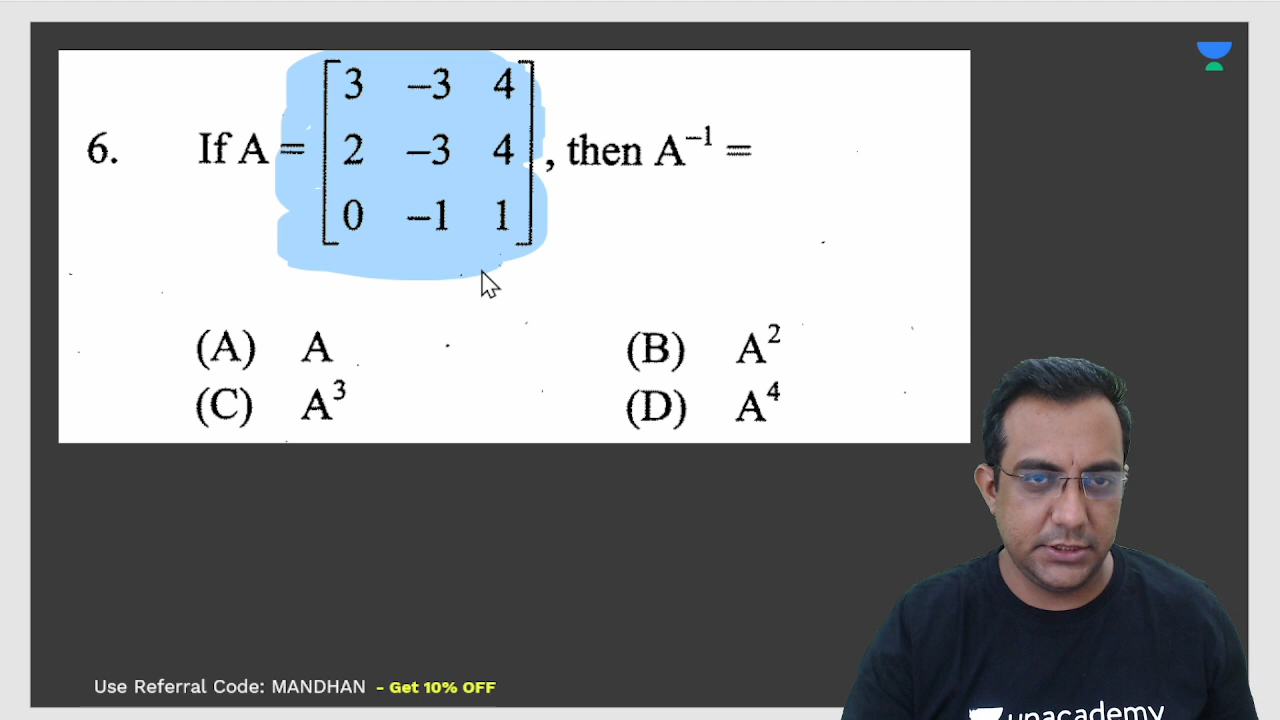 3 −3 4
6. If A = 2 −3 4 , then A⁻¹ =
0 −1 1
(A) A (B) A²
(C) A³ (D) A⁴
Use Referral Code: MANDHAN - Get 10% OFF
unacademy